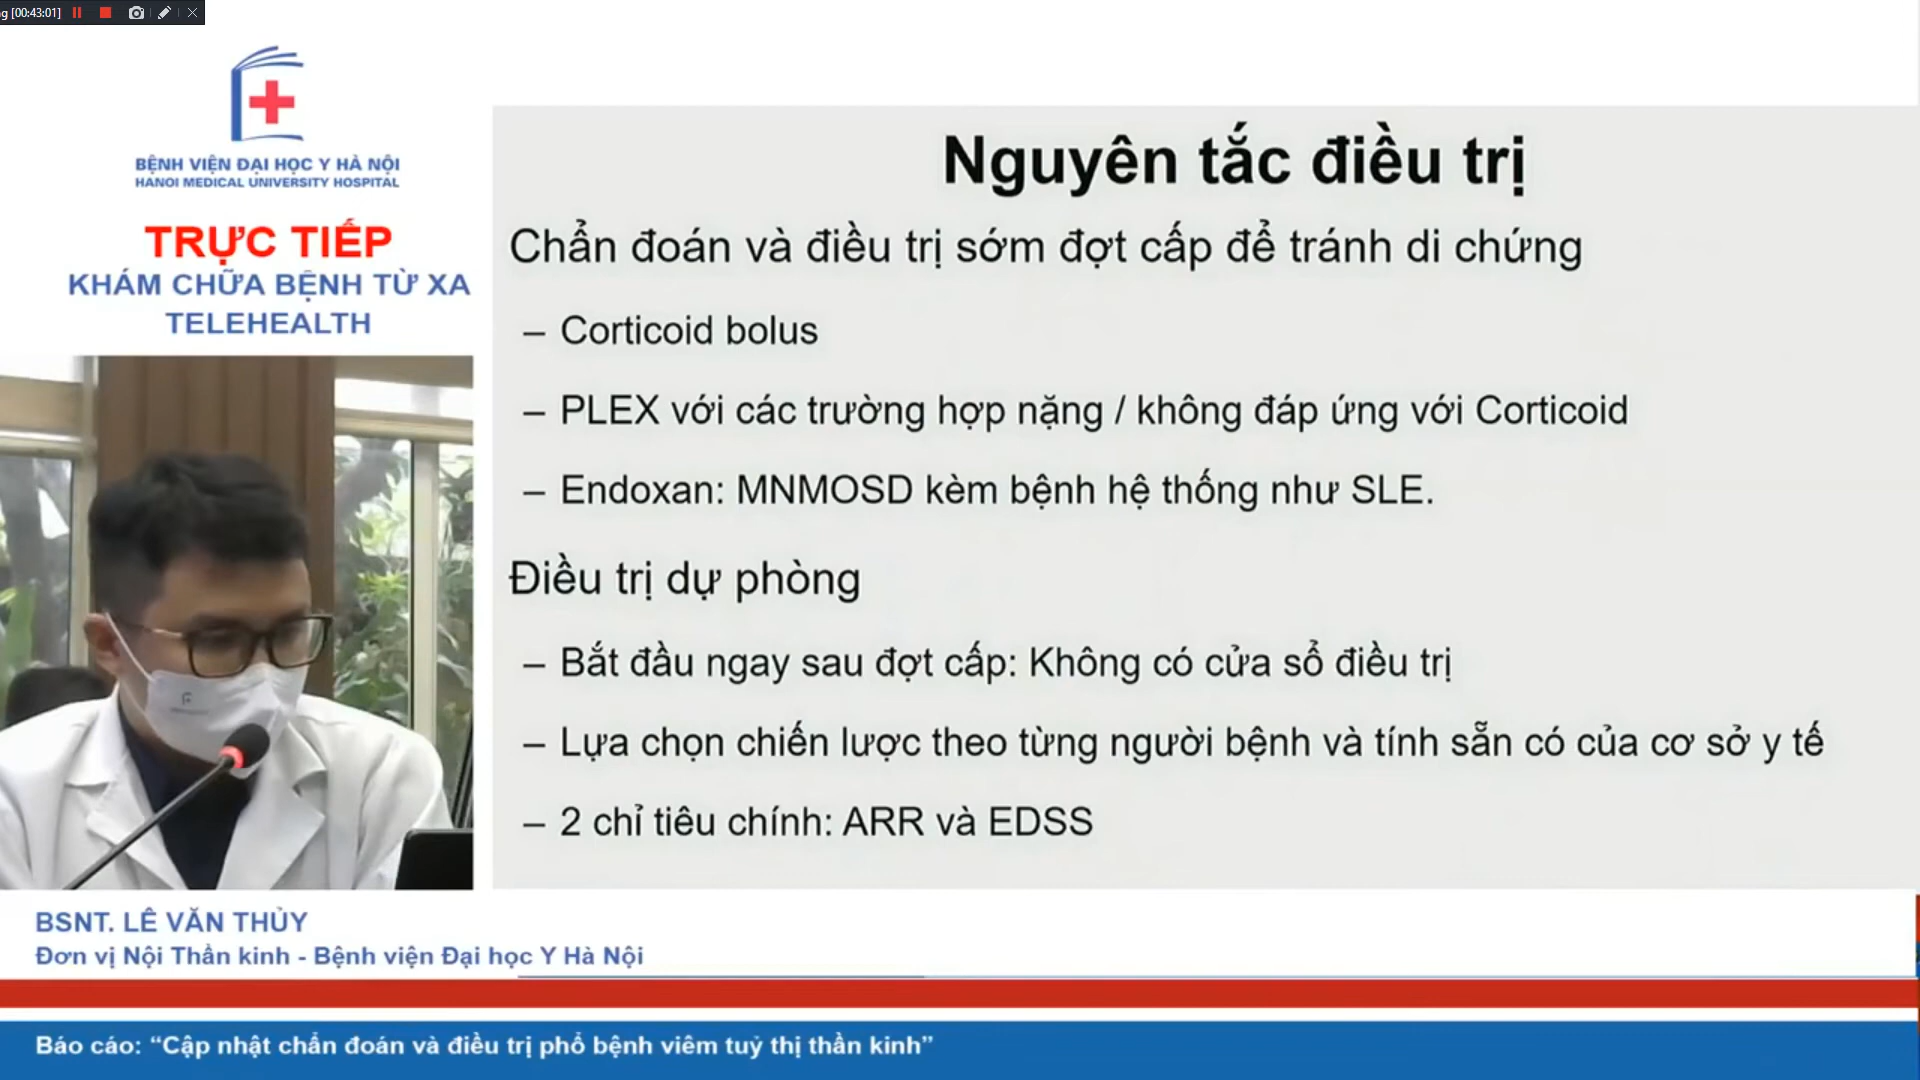 g [00:43:01]
BỆNH VIỆN ĐẠI HỌC Y HÀ NỘI
HANOI MEDICAL UNIVERSITY HOSPITAL
TRỰC TIẾP
KHÁM CHỮA BỆNH TỪ XA
TELEHEALTH
Nguyên tắc điều trị
Chẩn đoán và điều trị sớm đợt cấp để tránh di chứng
– Corticoid bolus
– PLEX với các trường hợp nặng / không đáp ứng với Corticoid
– Endoxan: MNMOSD kèm bệnh hệ thống như SLE.
Điều trị dự phòng
– Bắt đầu ngay sau đợt cấp: Không có cửa sổ điều trị
– Lựa chọn chiến lược theo từng người bệnh và tính sẵn có của cơ sở y tế
– 2 chỉ tiêu chính: ARR và EDSS
BSNT. LÊ VĂN THỦY
Đơn vị Nội Thần kinh - Bệnh viện Đại học Y Hà Nội
Báo cáo: “Cập nhật chẩn đoán và điều trị phổ bệnh viêm tuỷ thị thần kinh”